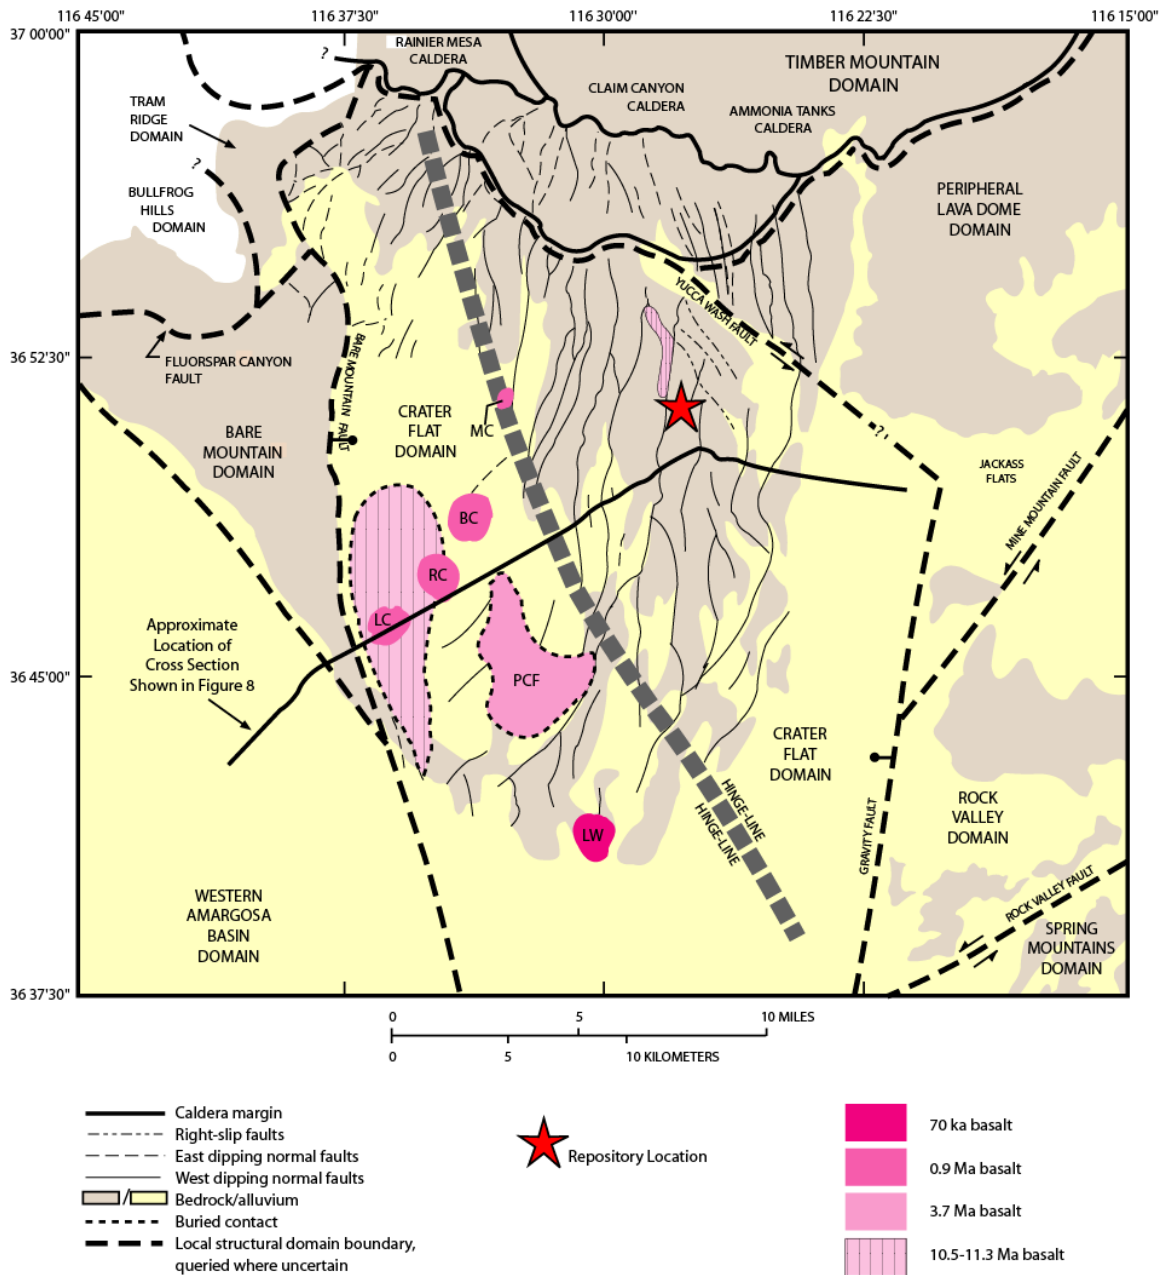 116 45'00"
116 37'30"
116 30'00"
116 22'30"
116 15'00"
37 00'00"
RAINIER MESA
CALDERA
?
TIMBER MOUNTAIN
DOMAIN
CLAIM CANYON
CALDERA
AMMONIA TANKS
CALDERA
TRAM
RIDGE
DOMAIN
?
BULLFROG
HILLS
DOMAIN
PERIPHERAL
LAVA DOME
DOMAIN
YUCCA WASH FAULT
36 52'30"
FLUORSPAR CANYON
FAULT
BARE MOUNTAIN FAULT
CRATER
FLAT
DOMAIN
MC
BARE
MOUNTAIN
DOMAIN
?
JACKASS
FLATS
MINE MOUNTAIN FAULT
BC
RC
LC
Approximate
Location of
Cross Section
Shown in Figure 8
36 45'00"
PCF
CRATER
FLAT
DOMAIN
HINGE-LINE
HINGE-LINE
LW
GRAVITY FAULT
ROCK
VALLEY
DOMAIN
ROCK VALLEY FAULT
WESTERN
AMARGOSA
BASIN
DOMAIN
SPRING
MOUNTAINS
DOMAIN
36 37'30"
0 5 10 MILES
0 5 10 KILOMETERS
Caldera margin
Right-slip faults
East dipping normal faults
West dipping normal faults
/ Bedrock/alluvium
Buried contact
Local structural domain boundary,
queried where uncertain
Repository Location
70 ka basalt
0.9 Ma basalt
3.7 Ma basalt
10.5-11.3 Ma basalt